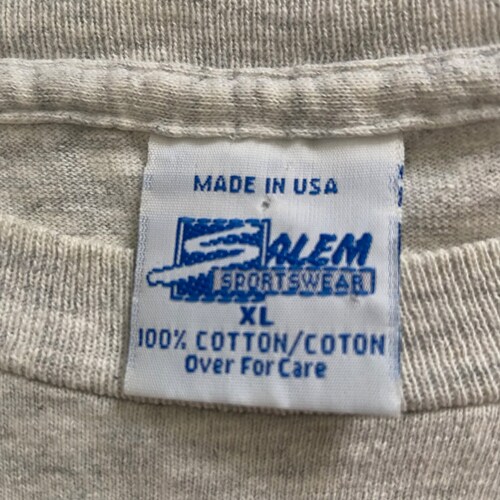 MADE IN USA
SALEM
SPORTSWEAR
XL
100% COTTON/COTON
Over For Care